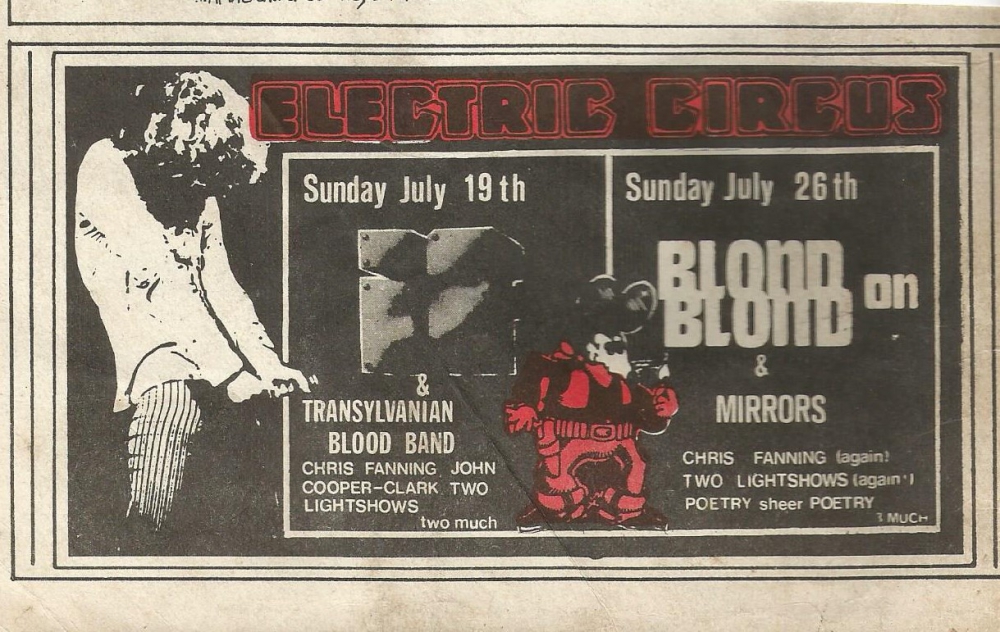 ELECTRIC CIRCUS
Sunday July 19th
&
TRANSYLVANIAN
BLOOD BAND
CHRIS FANNING JOHN
COOPER-CLARK TWO
LIGHTSHOWS
two much
Sunday July 26th
BLOND on
BLOND
&
MIRRORS
CHRIS FANNING (again!)
TWO LIGHTSHOWS (again!)
POETRY sheer POETRY
MUCH